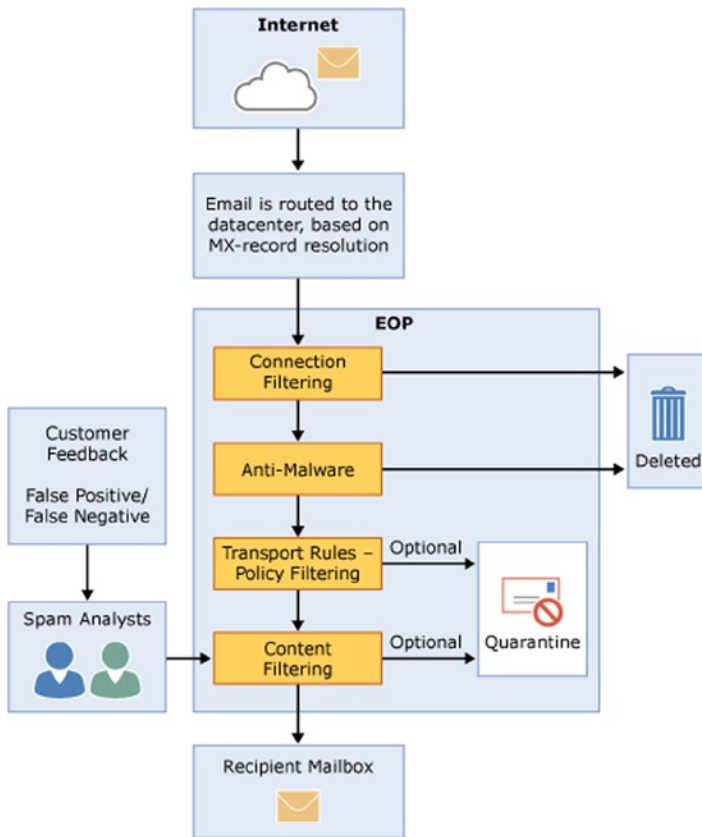 Internet
Email is routed to the
datacenter, based on
MX-record resolution
EOP
Connection
Filtering
Deleted
Customer
Feedback
False Positive/
False Negative
Anti-Malware
Transport Rules –
Policy Filtering
Optional
Quarantine
Spam Analysts
Content
Filtering
Optional
Recipient Mailbox